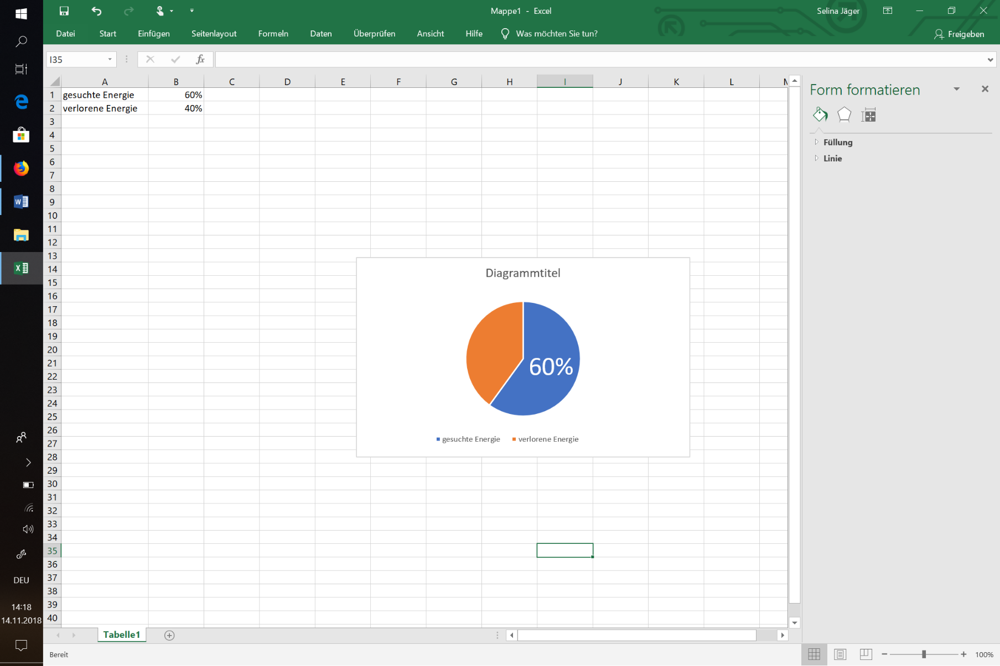 Mappe1 - Excel
Selina Jäger
Datei Start Einfügen Seitenlayout Formeln Daten Überprüfen Ansicht Hilfe Was möchten Sie tun? Freigeben
I35 fx
A B C D E F G H I J K L
1 gesuchte Energie 60%
2 verlorene Energie 40%
3
4
5
6
7
8
9
10
11
12
13
14
15
16
17
18
19
20
21
22
23
24
25
26
27
28
29
30
31
32
33
34
35
36
37
38
39
40
Diagrammtitel
60%
gesuchte Energie verlorene Energie
Form formatieren
Füllung
Linie
DEU
14:18
14.11.2018
Tabelle1
Bereit
100%